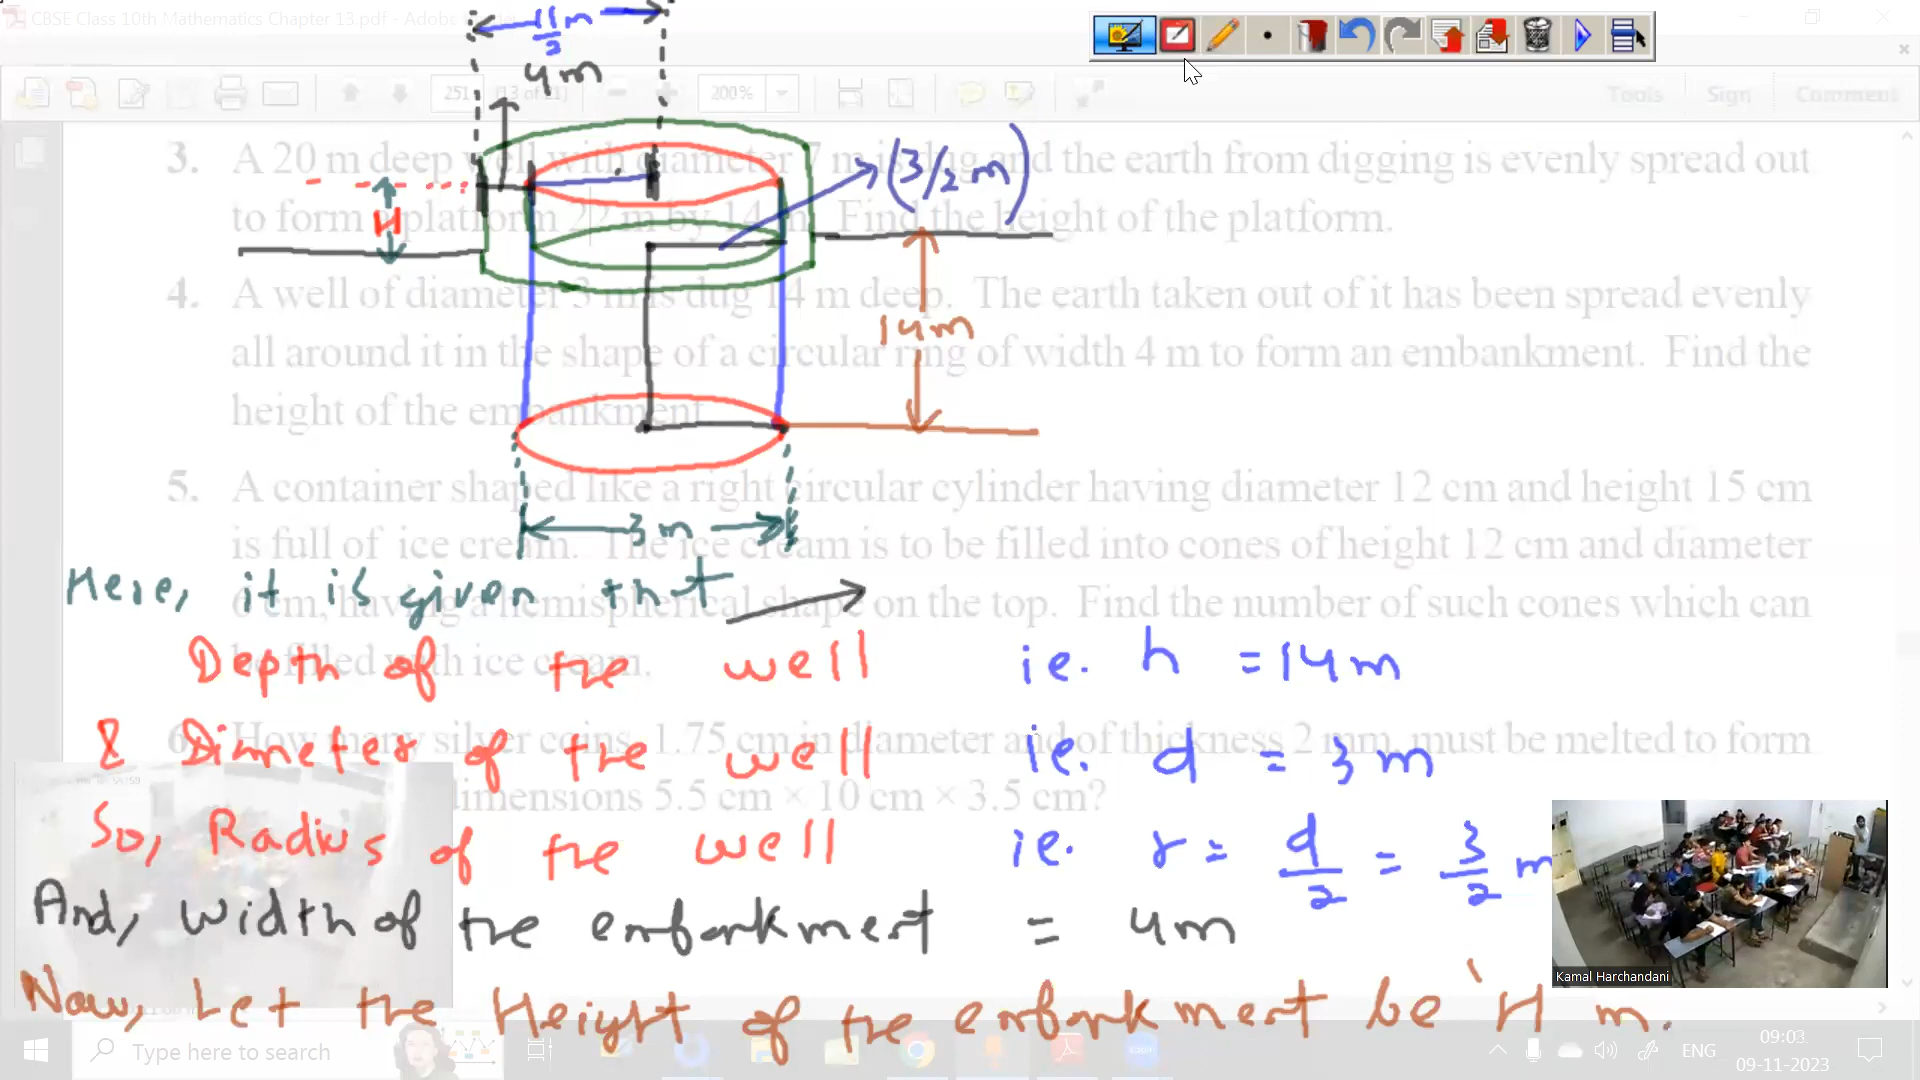 CBSE Class 10th Mathematics Chapter 13.pdf - Adobe
251
200%
Tools
Sign
Comment
11/2 m
4m
(3/2 m)
H
14m
3 m
3. A 20 m deep well with diameter 7 m is dug and the earth from digging is evenly spread out
to form a platform 22 m by 14 m. Find the height of the platform.
4. A well of diameter 3 m is dug 14 m deep. The earth taken out of it has been spread evenly
all around it in the shape of a circular ring of width 4 m to form an embankment. Find the
height of the embankment
5. A container shaped like a right circular cylinder having diameter 12 cm and height 15 cm
is full of ice cream. The ice cream is to be filled into cones of height 12 cm and diameter
6 cm, having a hemispherical shape on the top. Find the number of such cones which can
be filled with ice cream.
6. How many silver coins, 1.75 cm in diameter and of thickness 2 mm, must be melted to form
dimensions 5.5 cm × 10 cm × 3.5 cm?
Here, it is given tht
Depth of the well ie. h = 14m
& Dimeter of the well ie. d = 3 m
So, Radius of the well ie. r = d/2 = 3/2 m
And, width of the embankment = 4m
Now, Let the Height of the embankment be 'H m.
Kamal Harchandani
Type here to search
ENG
09:03
09-11-2023